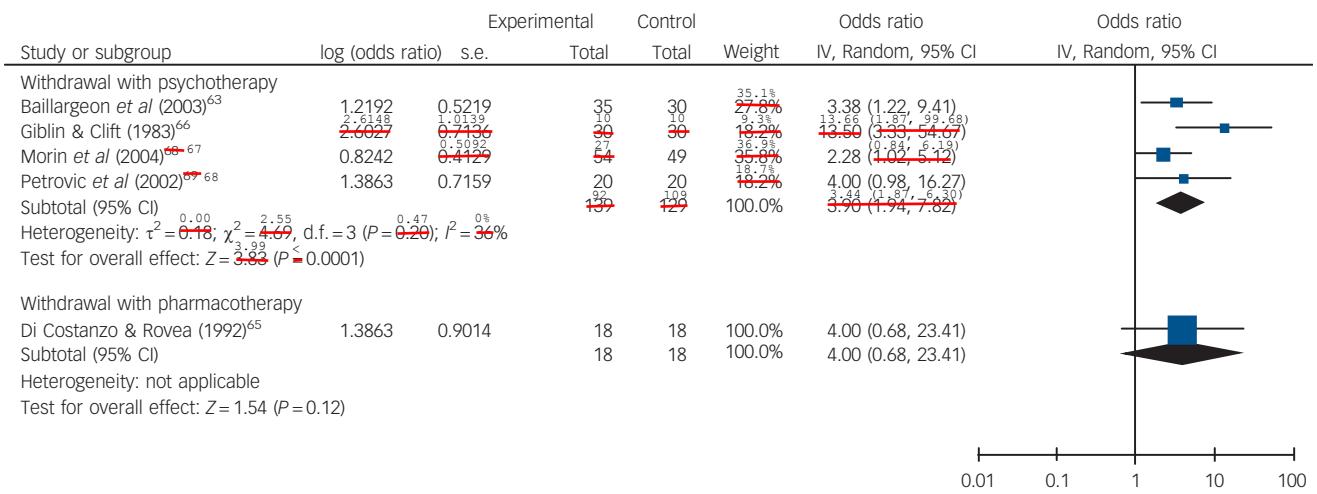 Experimental Control Odds ratio Odds ratio
Study or subgroup log (odds ratio) s.e. Total Total Weight IV, Random, 95% CI IV, Random, 95% CI
Withdrawal with psychotherapy
35.1%
Baillargeon et al (2003)63 1.2192 0.5219 35 30 27.8% 3.38 (1.22, 9.41)
2.6148 1.0139 10 10 9.3% 13.66 (1.87, 99.68)
Giblin & Clift (1983)66 2.6027 0.7136 30 30 18.2% 13.50 (3.33, 54.67)
0.5092 27 36.9% (0.84, 6.19)
Morin et al (2004)68 67 0.8242 0.4129 54 49 35.8% 2.28 (1.02, 5.12)
18.7%
Petrovic et al (2002)69 68 1.3863 0.7159 20 20 18.2% 4.00 (0.98, 16.27)
92 109 3.44 (1.87, 6.30)
Subtotal (95% CI) 139 129 100.0% 3.90 (1.94, 7.82)
0.00 2.55 0.47 0%
Heterogeneity: τ2 = 0.18; χ2 = 4.69, d.f. = 3 (P = 0.20); I2 = 36%
3.99 <
Test for overall effect: Z = 3.83 (P = 0.0001)
Withdrawal with pharmacotherapy
Di Costanzo & Rovea (1992)65 1.3863 0.9014 18 18 100.0% 4.00 (0.68, 23.41)
Subtotal (95% CI) 18 18 100.0% 4.00 (0.68, 23.41)
Heterogeneity: not applicable
Test for overall effect: Z = 1.54 (P = 0.12)
0.01 0.1 1 10 100